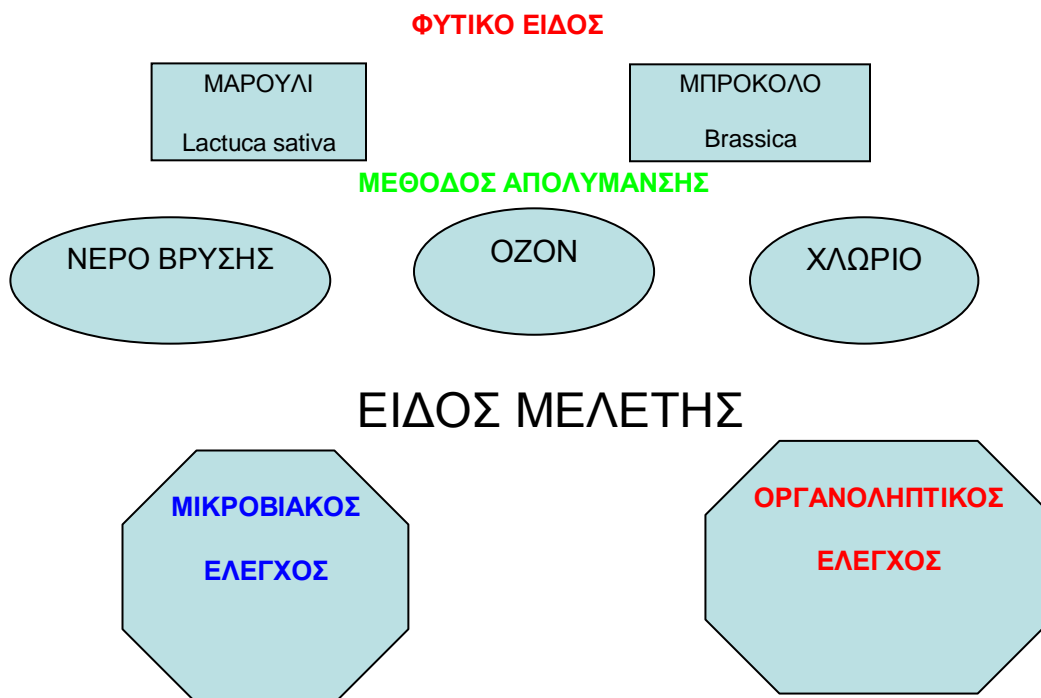 ΦΥΤΙΚΟ ΕΙΔΟΣ
ΜΑΡΟΥΛΙ
Lactuca sativa
ΜΠΡΟΚΟΛΟ
Brassica
ΜΕΘΟΔΟΣ ΑΠΟΛΥΜΑΝΣΗΣ
ΝΕΡΟ ΒΡΥΣΗΣ
ΟΖΟΝ
ΧΛΩΡΙΟ
ΕΙΔΟΣ ΜΕΛΕΤΗΣ
ΜΙΚΡΟΒΙΑΚΟΣ
ΕΛΕΓΧΟΣ
ΟΡΓΑΝΟΛΗΠΤΙΚΟΣ
ΕΛΕΓΧΟΣ